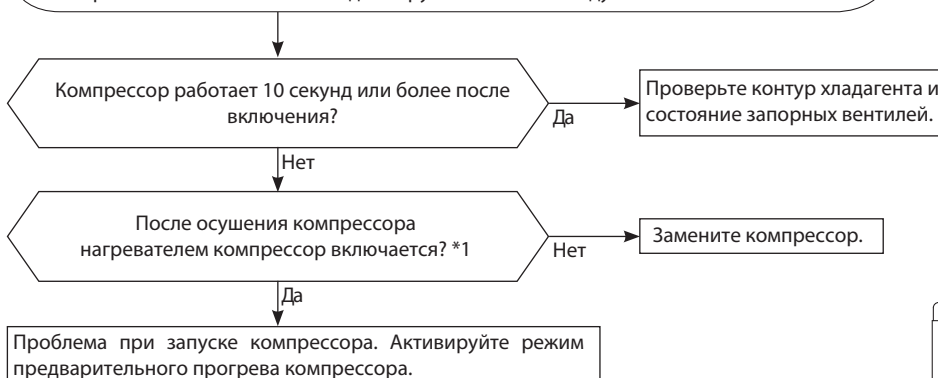 Компрессор работает 10 секунд или более после
включения?
Да
Проверьте контур хладагента и
состояние запорных вентилей.
Нет
После осушения компрессора
нагревателем компрессор включается? *1
Нет
Замените компрессор.
Да
Проблема при запуске компрессора. Активируйте режим
предварительного прогрева компрессора.